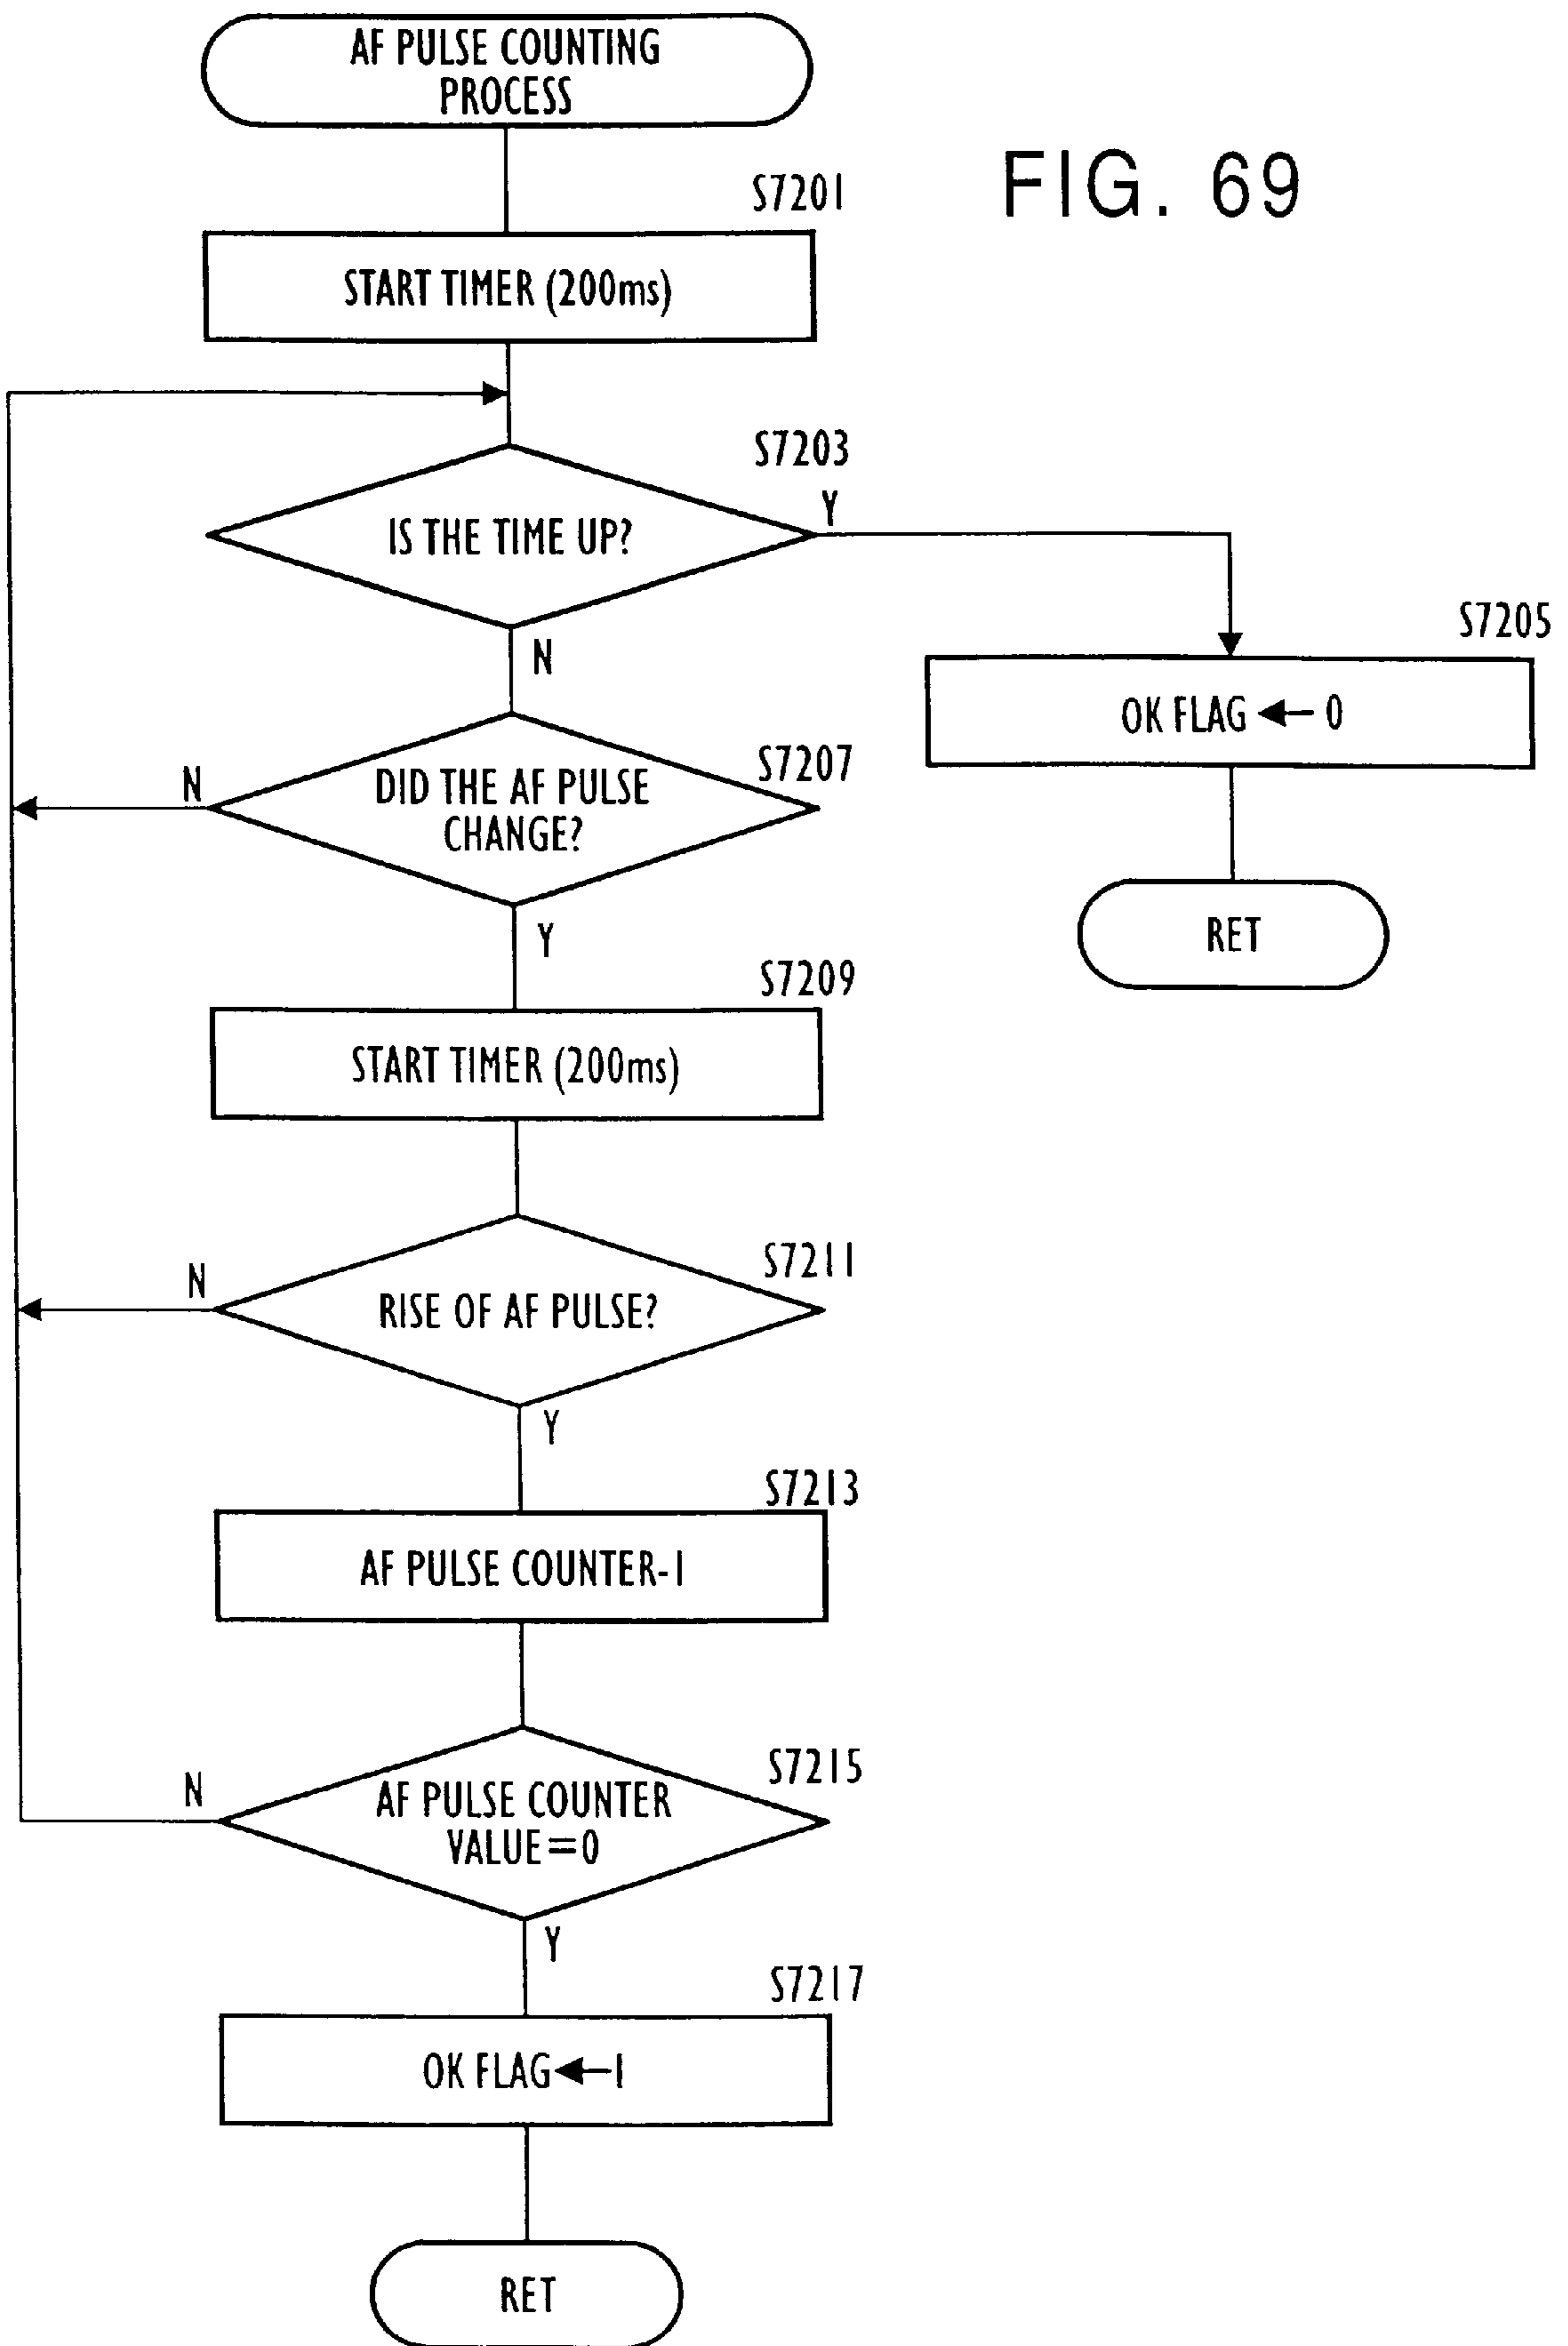 AF PULSE COUNTING
PROCESS
FIG. 69
S7201
START TIMER (200ms)
S7203
IS THE TIME UP?
Y
N
S7205
OK FLAG ← 0
RET
S7207
DID THE AF PULSE
CHANGE?
N
Y
S7209
START TIMER (200ms)
S7211
RISE OF AF PULSE?
N
Y
S7213
AF PULSE COUNTER-1
S7215
AF PULSE COUNTER
VALUE=0
N
Y
S7217
OK FLAG←1
RET